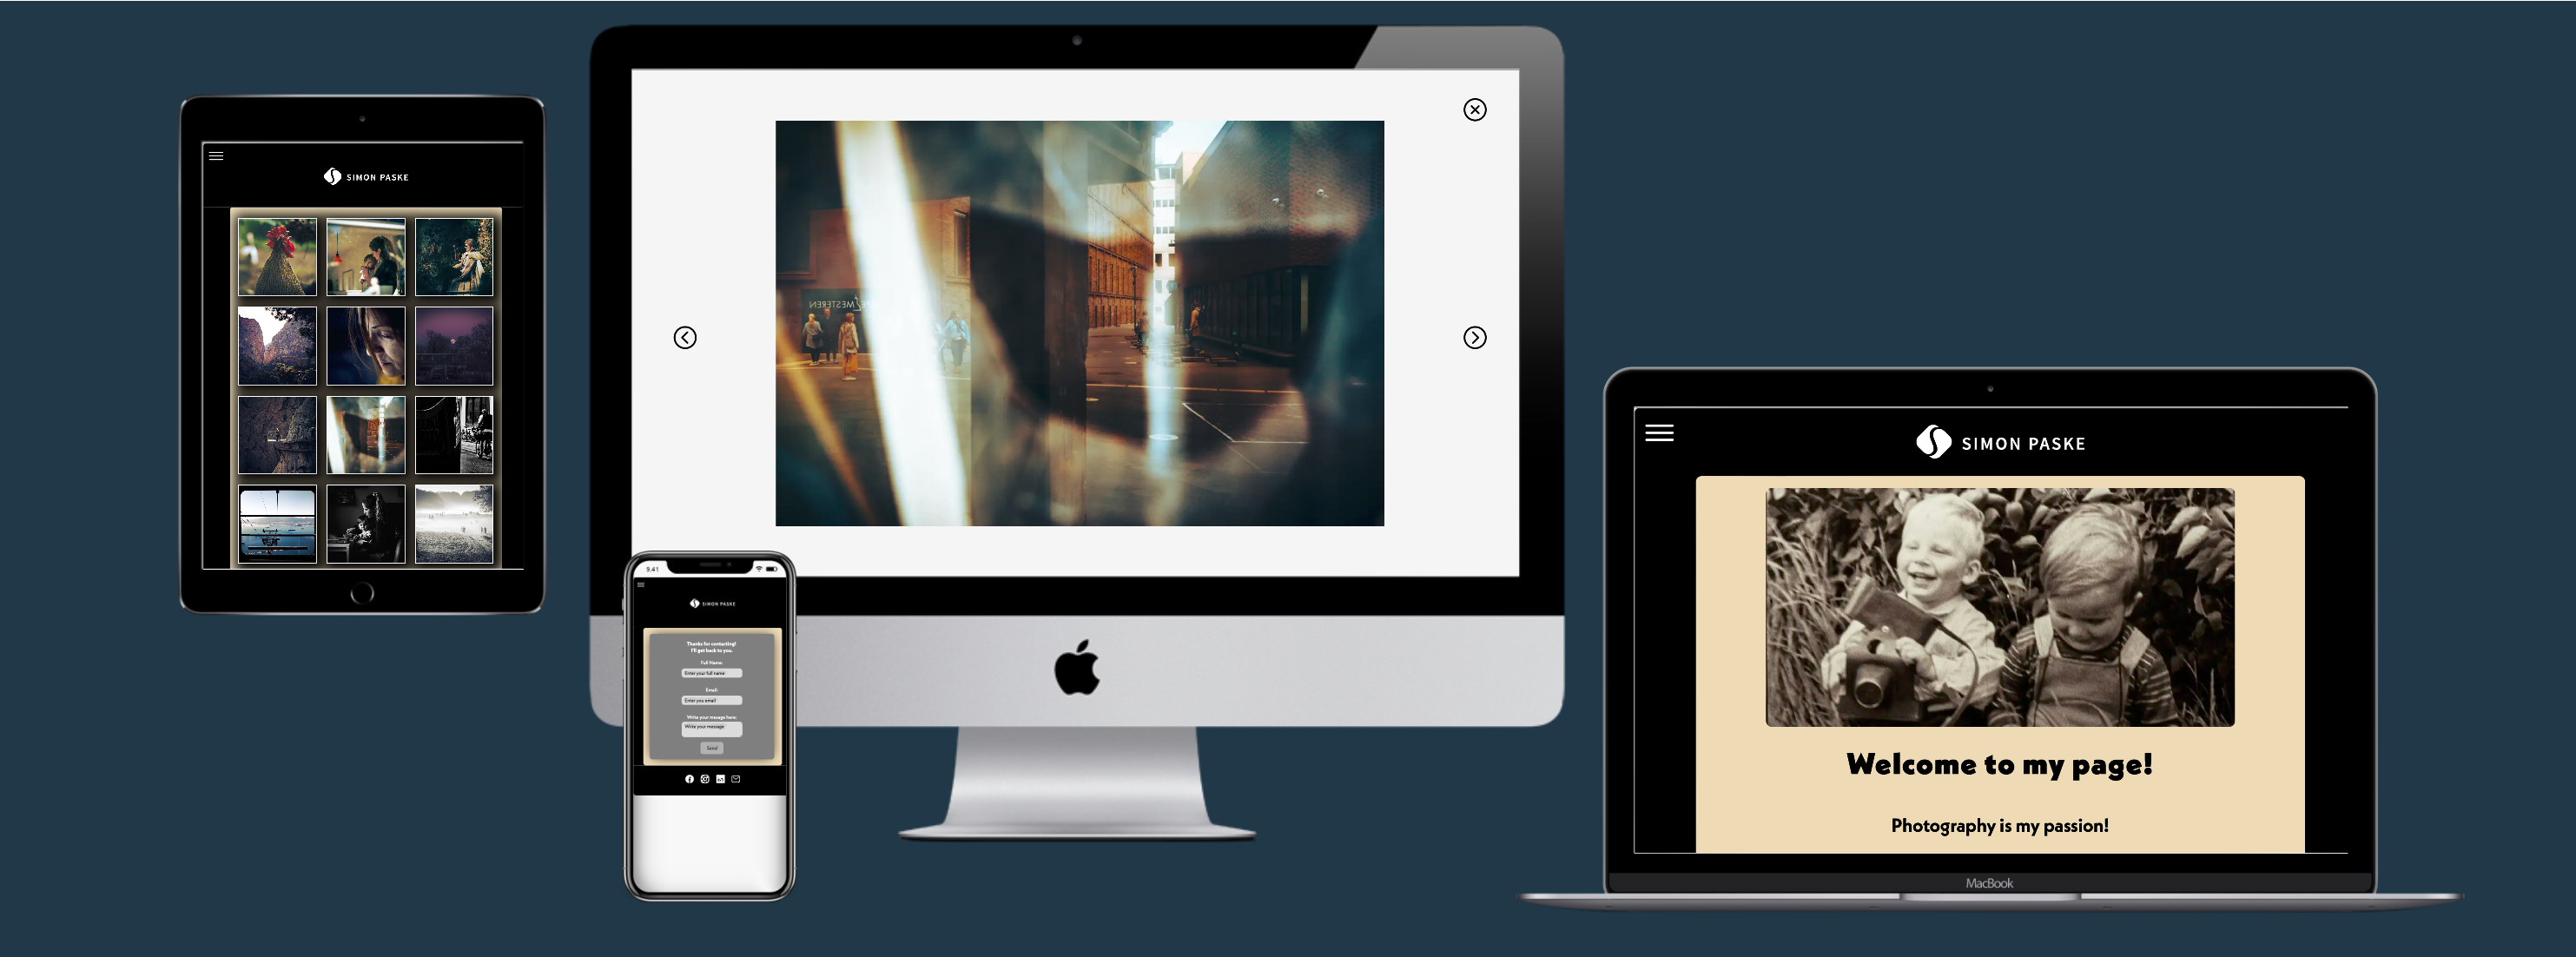 SIMON PASKE
MESTEREN
9.41
SIMON PASKE
Thanks for contacting!
I'll get back to you.
Full Name:
Enter your full name
Email:
Enter you email
Write your mesage here:
Write your message
Send
SIMON PASKE
Welcome to my page!
Photography is my passion!
MacBook